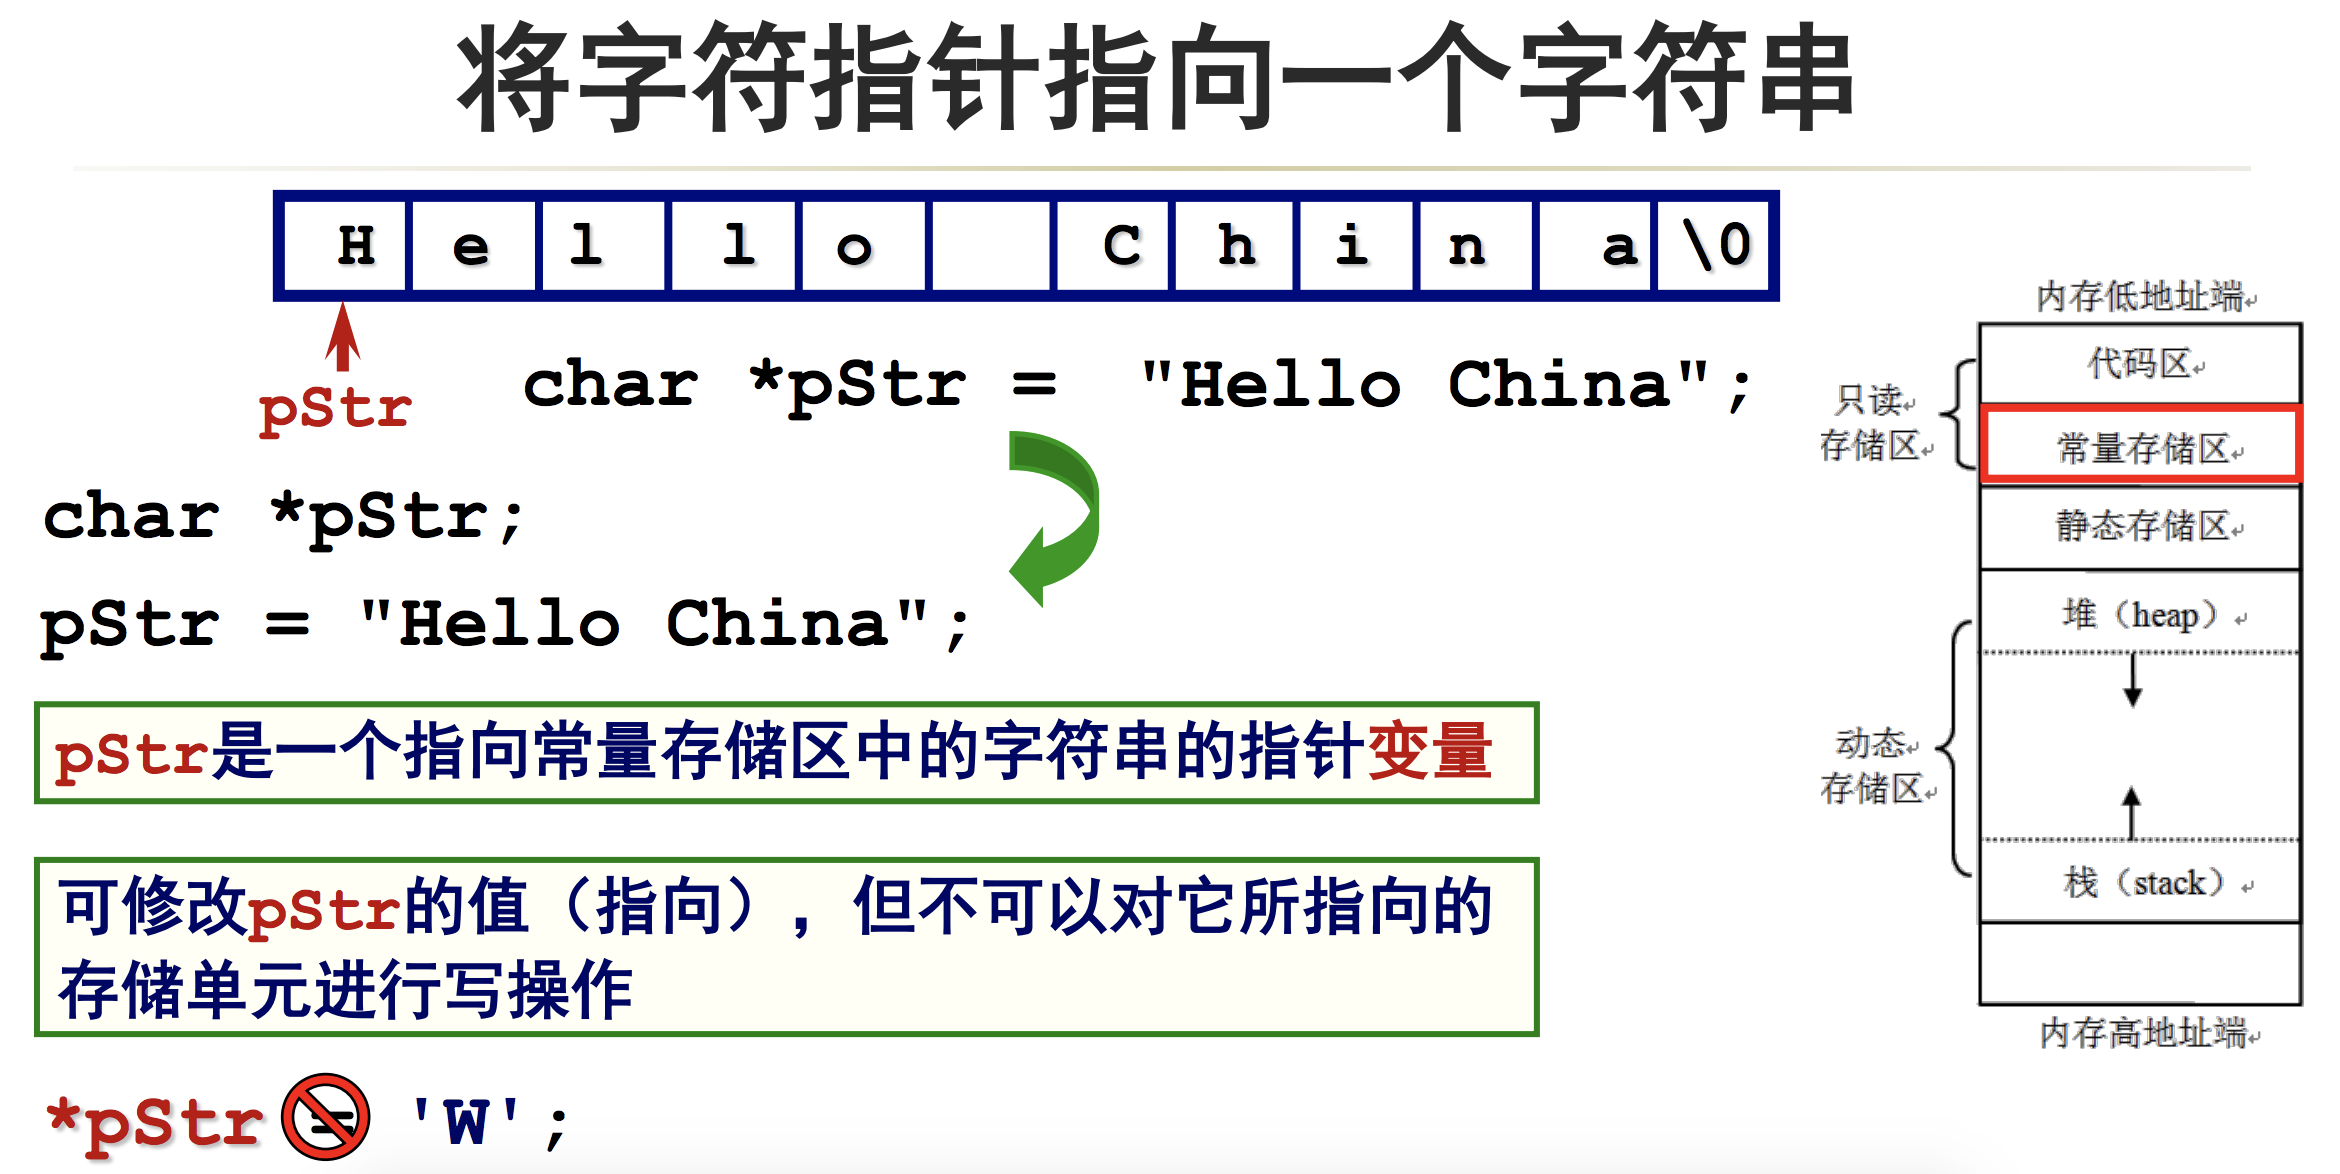 将字符指针指向一个字符串
H e l l o C h i n a \0
pStr
char *pStr = "Hello China";
char *pStr;
pStr = "Hello China";
pStr是一个指向常量存储区中的字符串的指针变量
可修改pStr的值（指向），但不可以对它所指向的
存储单元进行写操作
*pStr = 'W';
内存低地址端
代码区
只读
存储区
常量存储区
静态存储区
堆（heap）
动态
存储区
栈（stack）
内存高地址端